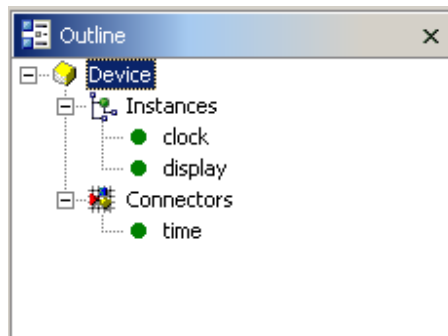 Outline
Device
Instances
clock
display
Connectors
time